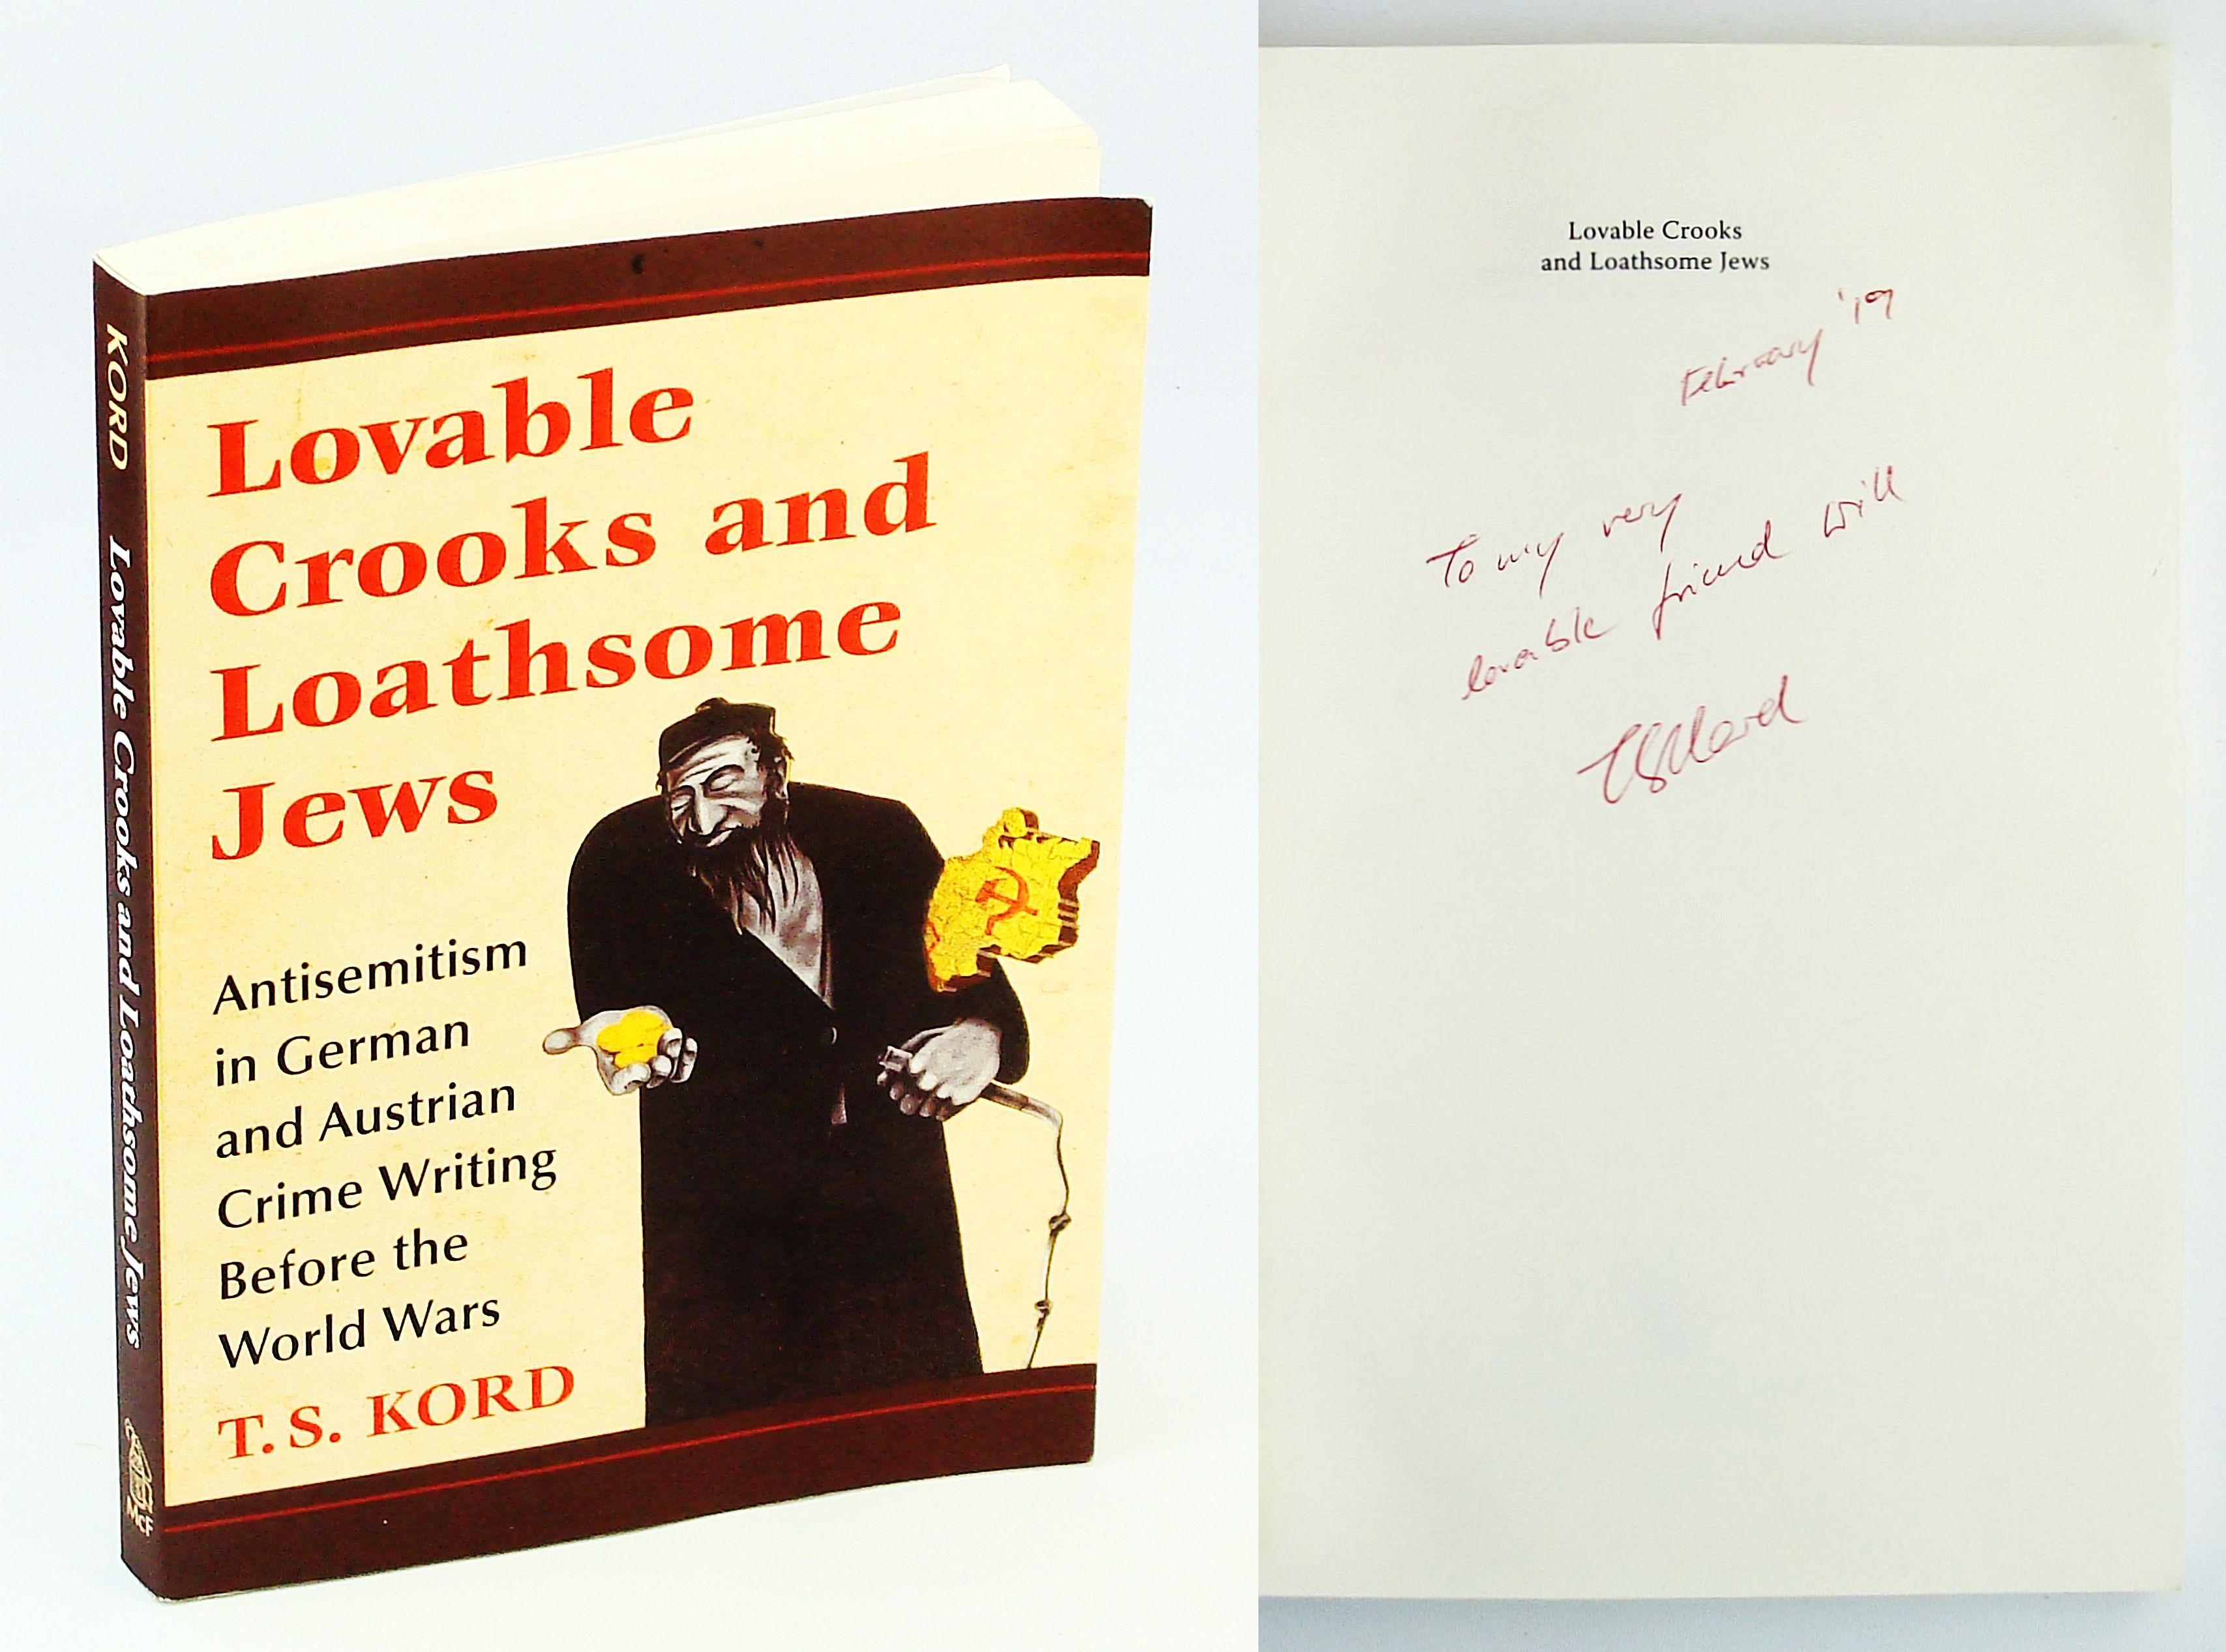 KORD Lovable Crooks and Loathsome Jews
McF
Lovable
Crooks and
Loathsome
Jews
Antisemitism
in German
and Austrian
Crime Writing
Before the
World Wars
T. S. KORD
Lovable Crooks
and Loathsome Jews
February '19
To my very
lovable friend Will
TSKord